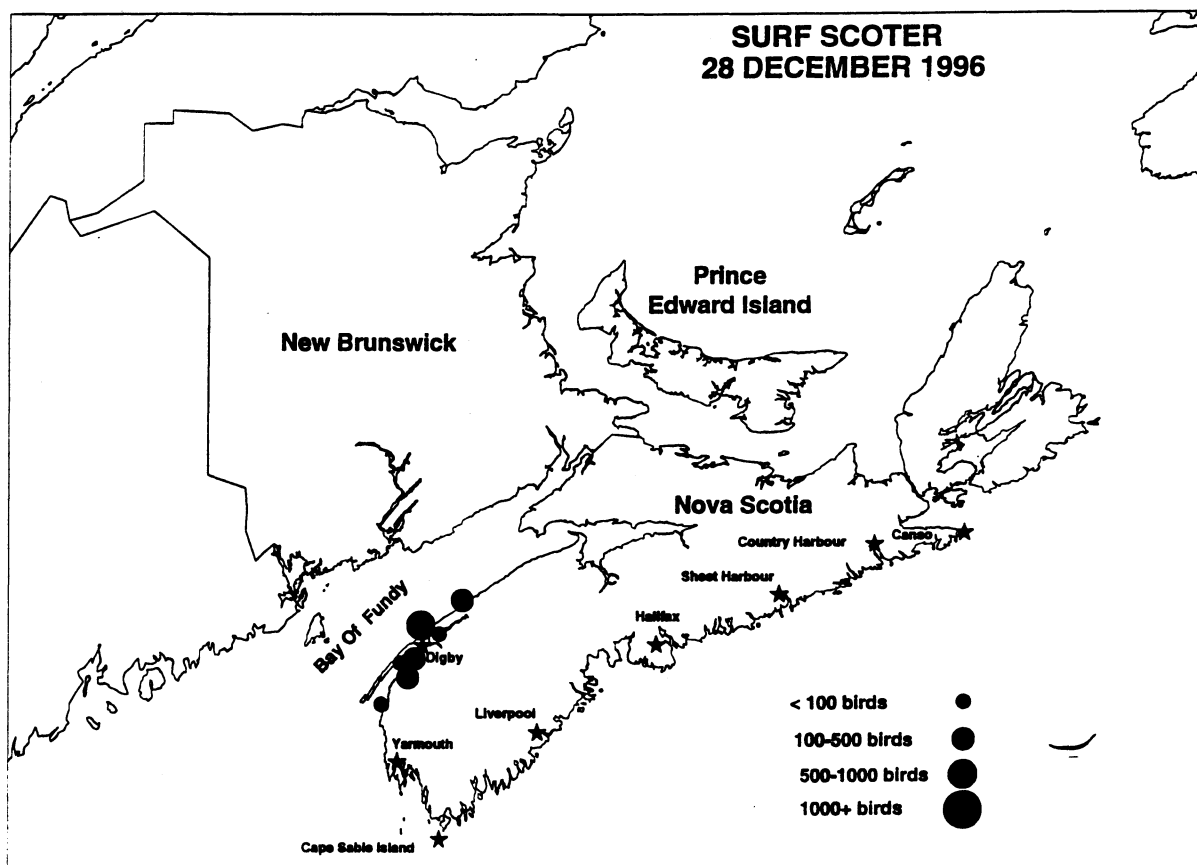 SURF SCOTER
28 DECEMBER 1996
Prince
Edward Island
New Brunswick
Nova Scotia
Country Harbour
Canso
Sheet Harbour
Halifax
Bay Of Fundy
Digby
Liverpool
Yarmouth
Cape Sable Island
< 100 birds
100-500 birds
500-1000 birds
1000+ birds